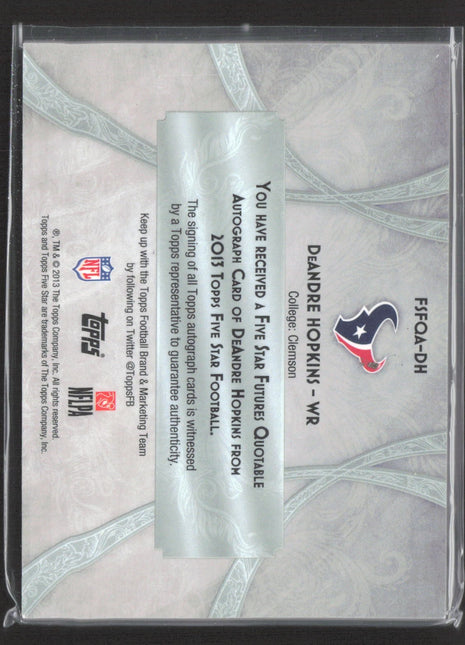 FSFQA-DH
DeANDRE HOPKINS – WR
College: Clemson
YOU HAVE RECEIVED A FIVE STAR FUTURES QUOTABLE
AUTOGRAPH CARD OF DEANDRE HOPKINS FROM
2013 TOPPS FIVE STAR FOOTBALL.
The signing of all Topps autograph cards is witnessed
by a Topps representative to guarantee authenticity.
Keep up with the Topps Football Brand & Marketing Team
by following on Twitter @ToppsFB
NFL
topps
NFLPA
®, TM & © 2013 The Topps Company, Inc. All rights reserved.
Topps and Topps Five Star are trademarks of The Topps Company, Inc.